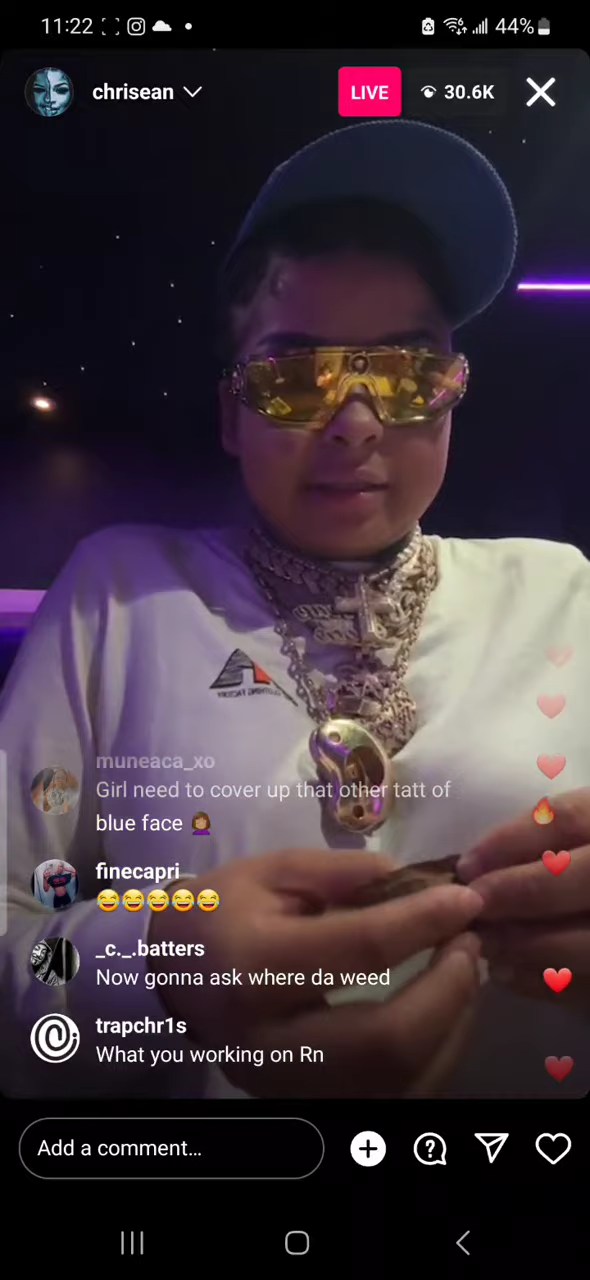 11:22
44%
chrisean
LIVE
30.6K
muneaca_xo
Girl need to cover up that other tatt of
blue face 🤦🏽‍♀️
finecapri
😂😂😂😂😂
_c._.batters
Now gonna ask where da weed
trapchr1s
What you working on Rn
Add a comment...